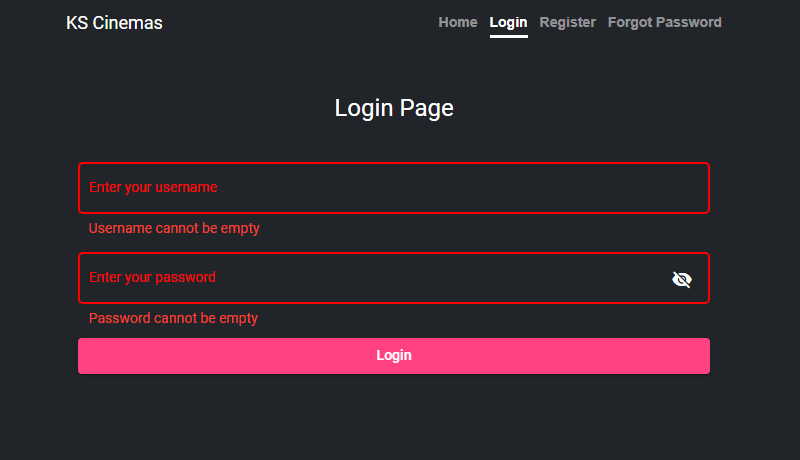 KS Cinemas Home Login Register Forgot Password
Login Page
Enter your username
Username cannot be empty
Enter your password
Password cannot be empty
Login